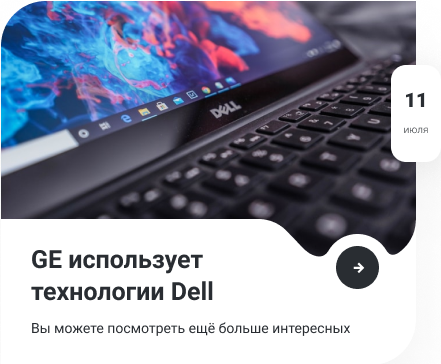 DELL
11
июля
GE использует
технологии Dell
Вы можете посмотреть ещё больше интересных